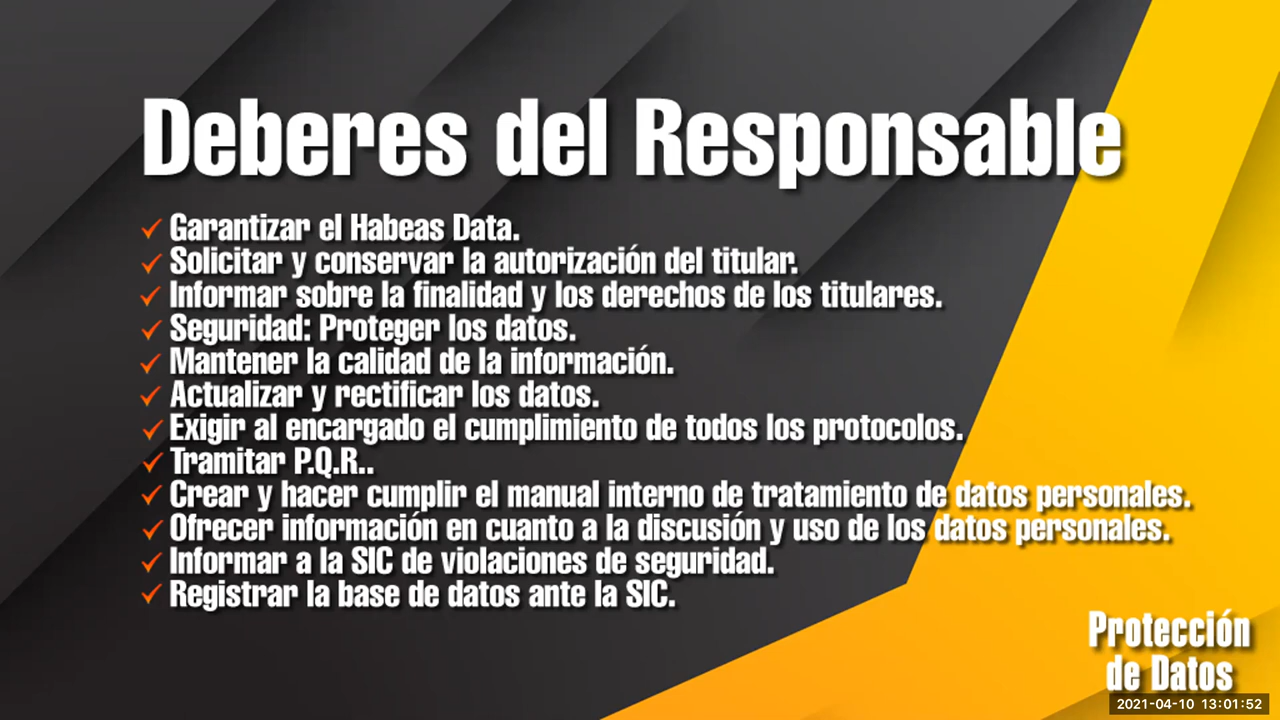 Deberes del Responsable
Garantizar el Habeas Data.
Solicitar y conservar la autorización del titular.
Informar sobre la finalidad y los derechos de los titulares.
Seguridad: Proteger los datos.
Mantener la calidad de la información.
Actualizar y rectificar los datos.
Exigir al encargado el cumplimiento de todos los protocolos.
Tramitar P.Q.R..
Crear y hacer cumplir el manual interno de tratamiento de datos personales.
Ofrecer información en cuanto a la discusión y uso de los datos personales.
Informar a la SIC de violaciones de seguridad.
Registrar la base de datos ante la SIC.
Protección
de Datos
2021-04-10 13:01:52